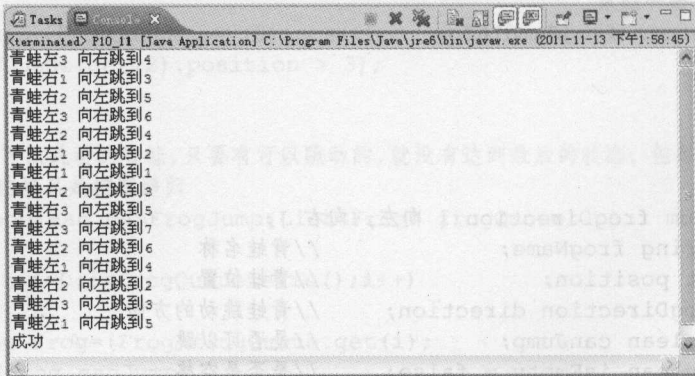 Tasks Console
<terminated> P10_11 [Java Application] C:\Program Files\Java\jre6\bin\javaw.exe (2011-11-13 下午1:58:45)
青蛙左3 向右跳到4
青蛙右1 向左跳到3
青蛙右2 向左跳到5
青蛙左3 向右跳到6
青蛙左2 向右跳到4
青蛙左1 向右跳到2
青蛙右1 向左跳到1
青蛙右2 向左跳到3
青蛙右3 向左跳到5
青蛙左3 向右跳到7
青蛙左2 向右跳到6
青蛙左1 向右跳到4
青蛙右2 向左跳到2
青蛙右3 向左跳到3
青蛙左1 向右跳到5
成功